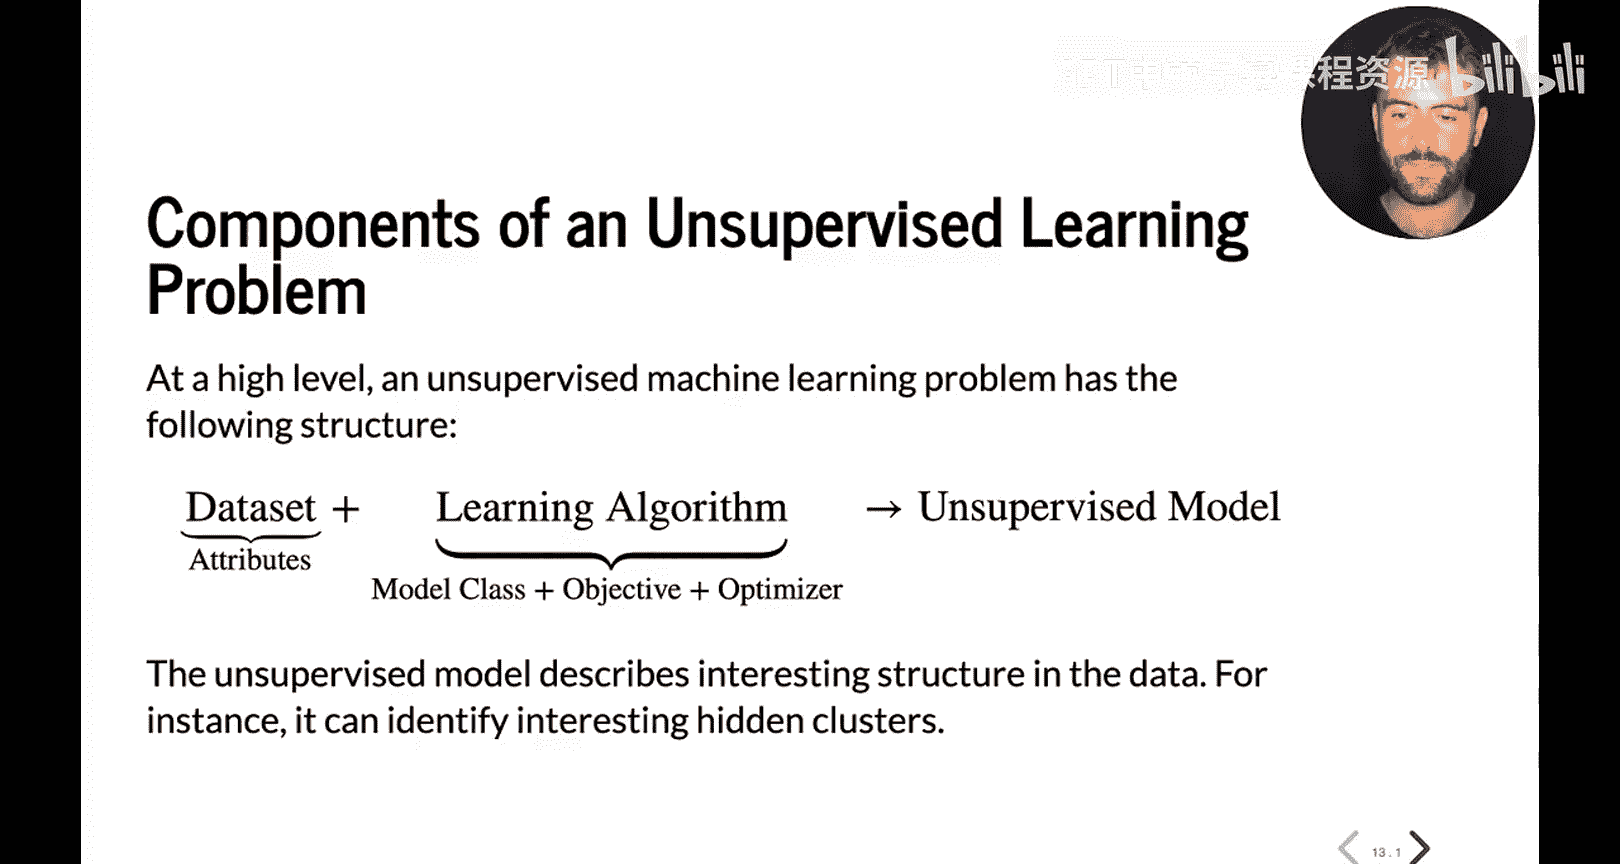 课程资源 bilibili
Components of an Unsupervised Learning
Problem
At a high level, an unsupervised machine learning problem has the
following structure:
Dataset + Learning Algorithm → Unsupervised Model
Attributes
Model Class + Objective + Optimizer
The unsupervised model describes interesting structure in the data. For
instance, it can identify interesting hidden clusters.
13.1